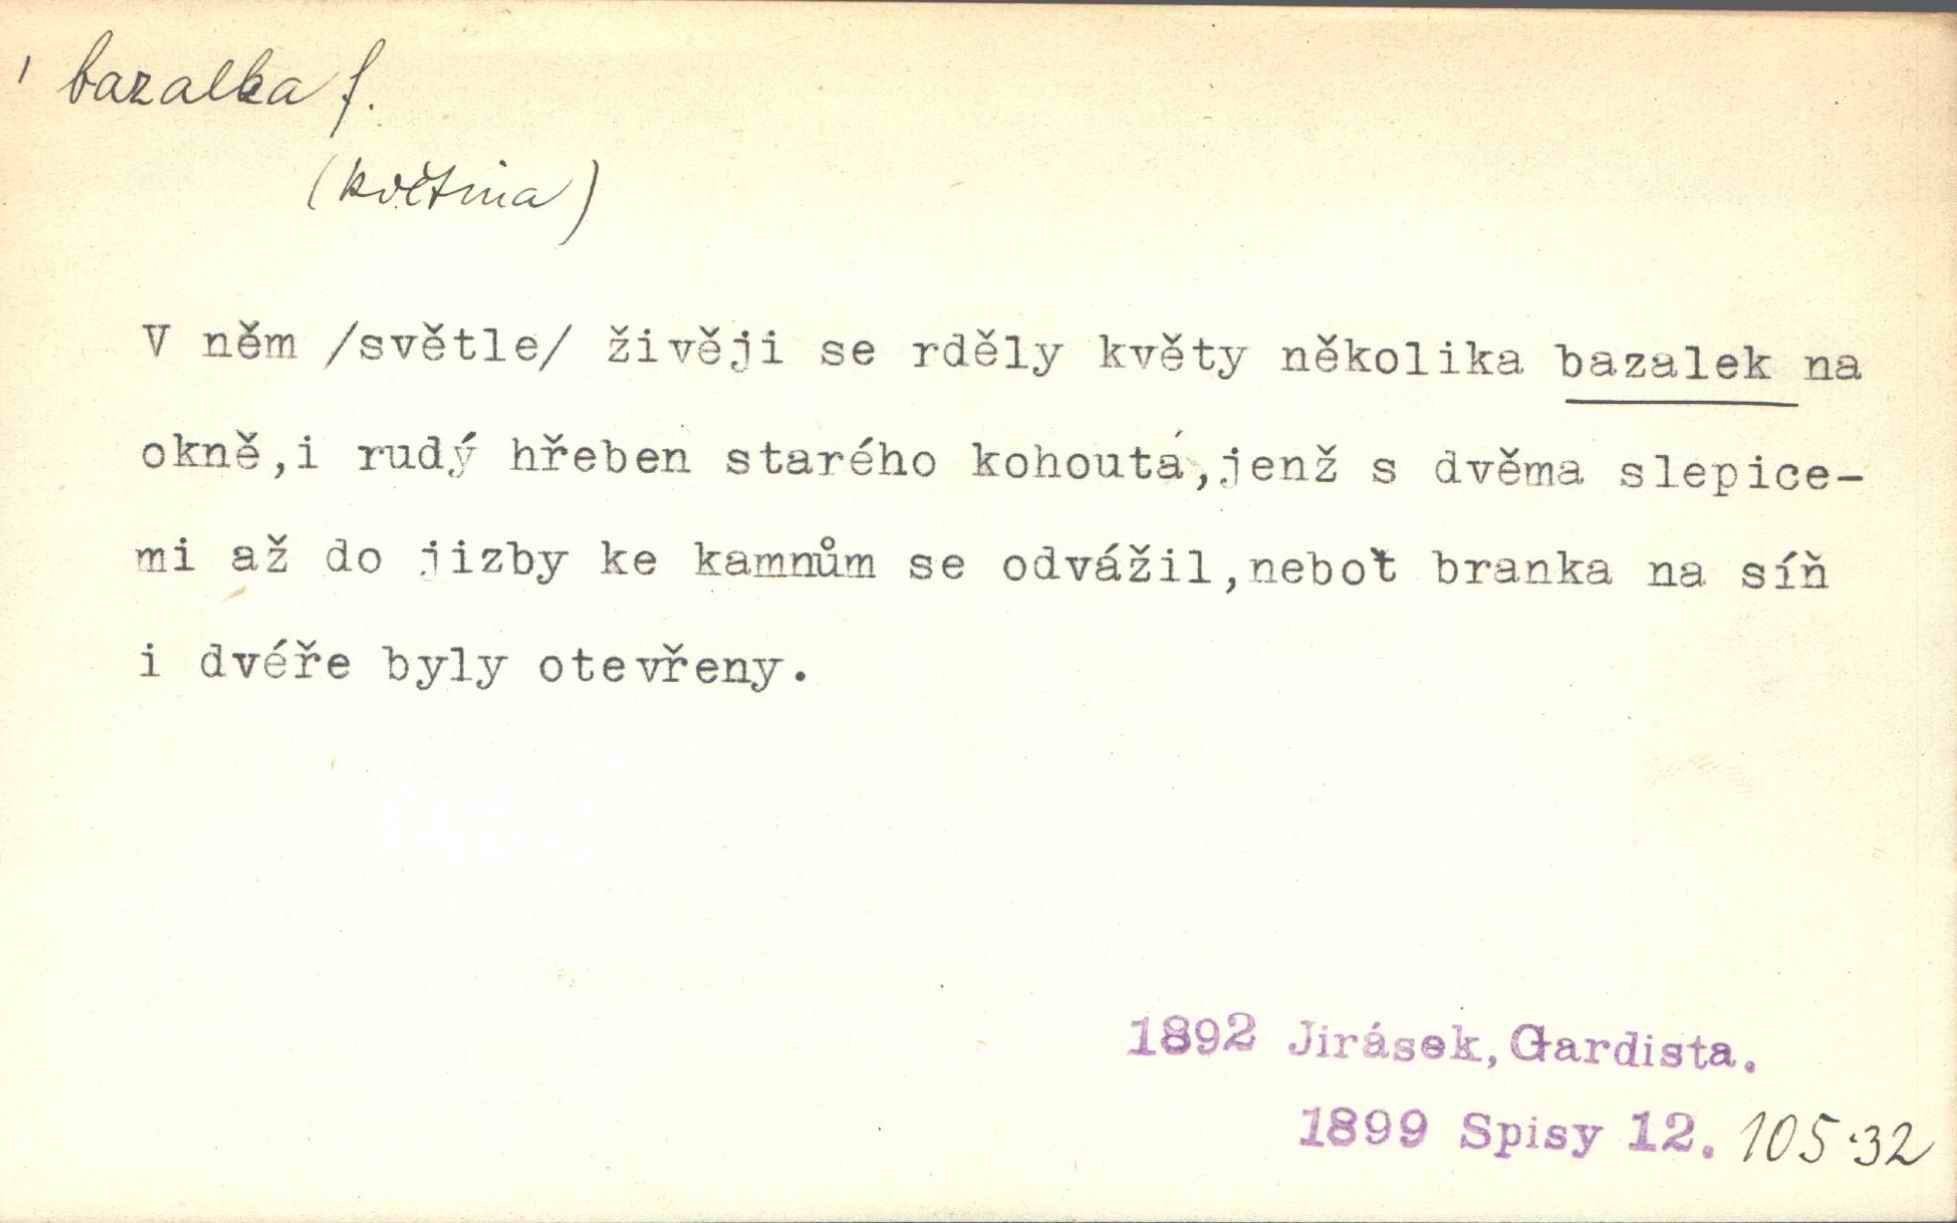 ' bazalka f.
(květina)
V něm /světle/ živěji se rděly květy několika bazalek na
okně,i rudý hřeben starého kohoutá,jenž s dvěma slepice-
mi až do jizby ke kamnům se odvážil,nebot branka na síň
i dvéře byly otevřeny.
1892 Jirásek,Gardista.
1899 Spisy 12. 105.32